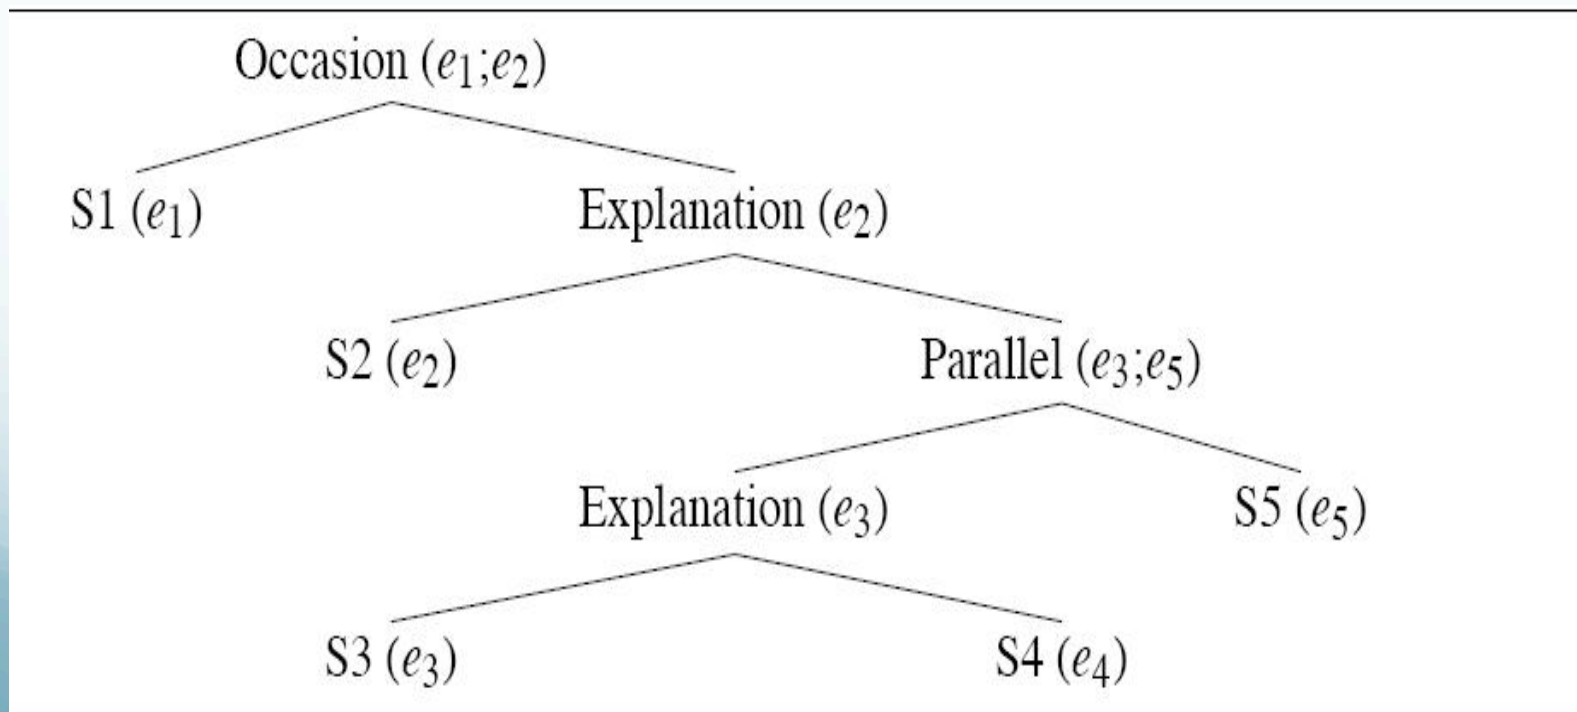 Occasion (e1;e2)
S1 (e1) Explanation (e2)
S2 (e2) Parallel (e3;e5)
Explanation (e3) S5 (e5)
S3 (e3) S4 (e4)